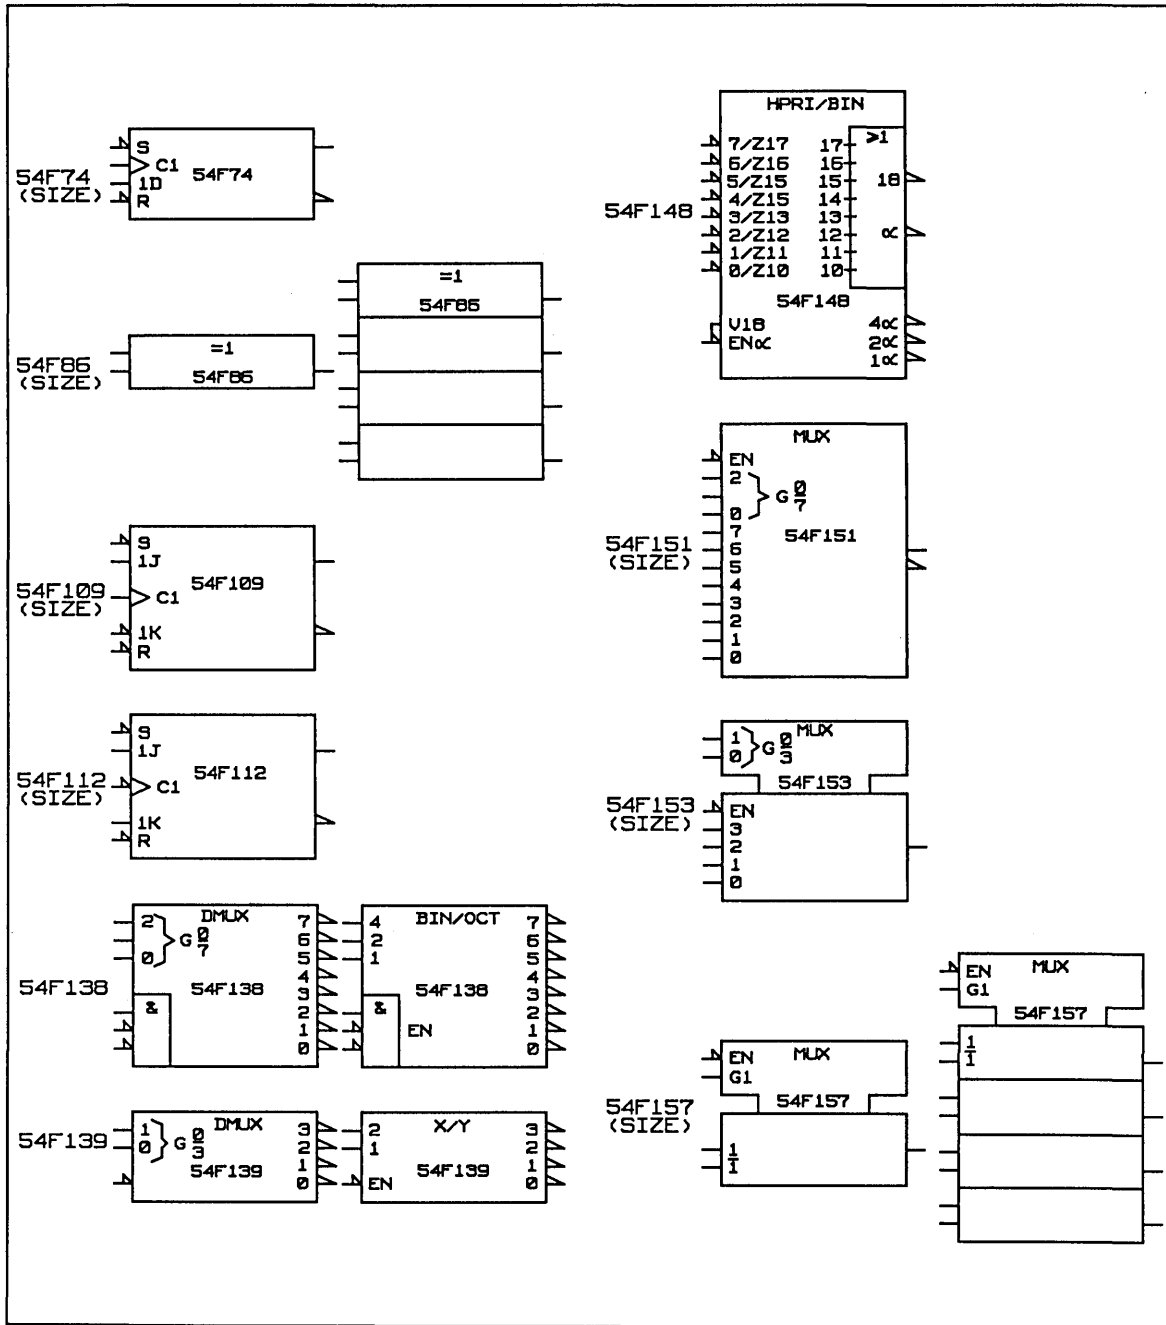 54F74
(SIZE)
S
C1
1D
R
54F74
54F86
(SIZE)
=1
54F86
=1
54F86
54F109
(SIZE)
S
1J
C1
1K
R
54F109
54F112
(SIZE)
S
1J
C1
1K
R
54F112
54F138
DMUX
2
0
G 0/7
&
54F138
7
6
5
4
3
2
1
0
BIN/OCT
4
2
1
&
EN
54F138
7
6
5
4
3
2
1
0
54F139
DMUX
1
0
G 0/3
54F139
3
2
1
0
X/Y
2
1
EN
54F139
3
2
1
0
54F148
HPRI/BIN
7/Z17 17
6/Z16 16
5/Z15 15
4/Z15 14
3/Z13 13
2/Z12 12
1/Z11 11
0/Z10 10
≥1
18
α
54F148
V18
ENα
4α
2α
1α
54F151
(SIZE)
MUX
EN
2
0
G 0/7
54F151
7
6
5
4
3
2
1
0
54F153
(SIZE)
MUX
1
0
G 0/3
54F153
EN
3
2
1
0
54F157
(SIZE)
MUX
EN
G1
54F157
1
1
MUX
EN
G1
54F157
1
1